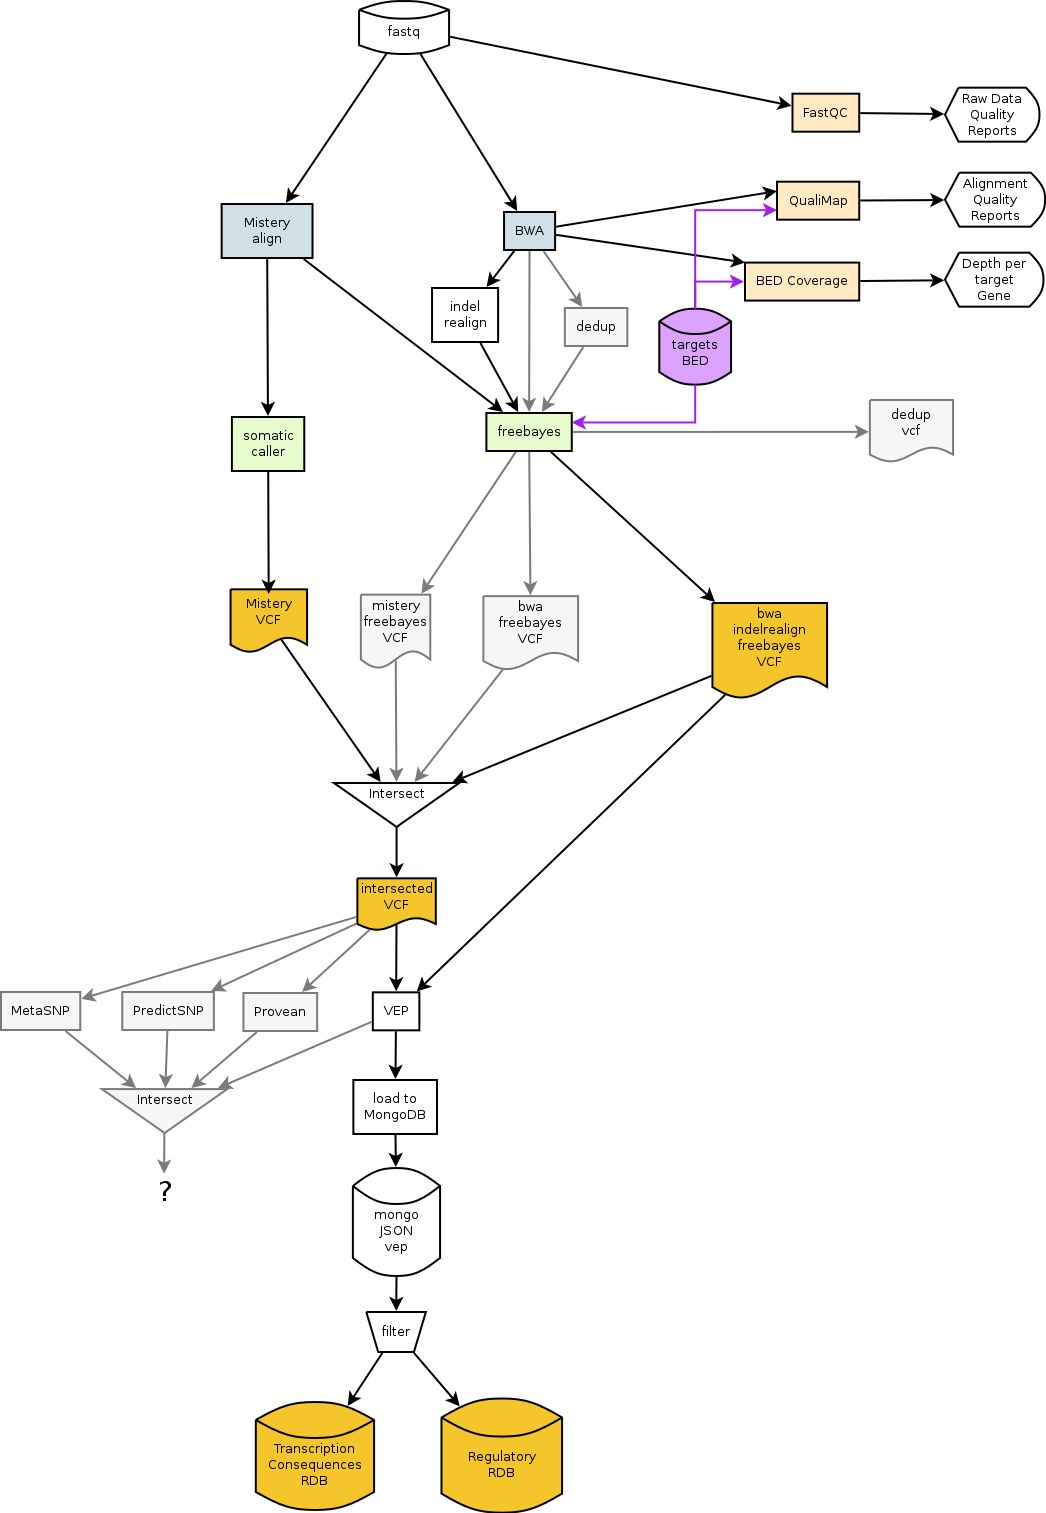 fastq
FastQC
Raw Data
Quality
Reports
Mistery
align
BWA
QualiMap
Alignment
Quality
Reports
BED Coverage
Depth per
target
Gene
indel
realign
dedup
targets
BED
somatic
caller
freebayes
dedup
vcf
Mistery
VCF
mistery
freebayes
VCF
bwa
freebayes
VCF
bwa
indelrealign
freebayes
VCF
Intersect
intersected
VCF
MetaSNP
PredictSNP
Provean
VEP
Intersect
load to
MongoDB
?
mongo
JSON
vep
filter
Transcription
Consequences
RDB
Regulatory
RDB